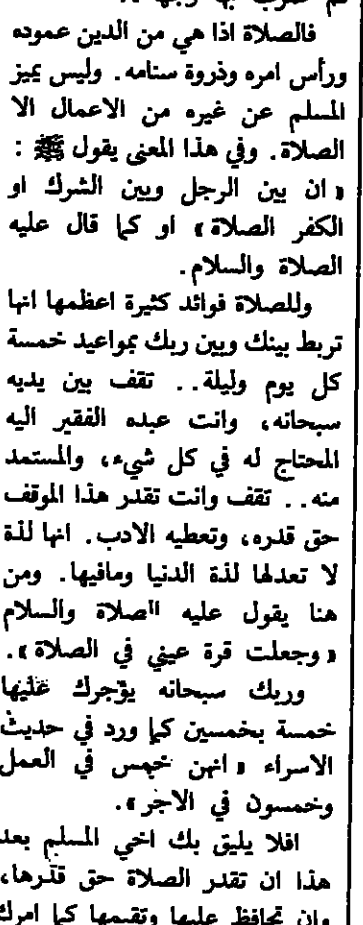 فالصلاة اذا هي من الدين عموده
ورأس امره وذروة سنامه. وليس يميز
المسلم عن غيره من الاعمال الا
الصلاة. وفي هذا المعنى يقول ﷺ :
« ان بين الرجل وبين الشرك او
الكفر الصلاة » او كما قال عليه
الصلاة والسلام.
وللصلاة فوائد كثيرة اعظمها انها
تربط بينك وبين ربك بمواعيد خمسة
كل يوم وليلة.. تقف بين يديه
سبحانه، وانت عبده الفقير اليه
المحتاج له في كل شيء، والمستمد
منه.. تقف وانت تقدر هذا الموقف
حق قدره، وتعطيه الادب. انها لذة
لا تعدلها لذة الدنيا ومافيها. ومن
هنا يقول عليه الصلاة والسلام
« وجعلت قرة عيني في الصلاة ».
وربك سبحانه يؤجرك عليها
خمسة بخمسين كما ورد في حديث
الاسراء « انهن خمس في العمل
وخمسون في الاجر ».
افلا يليق بك اخي المسلم بعد
هذا ان تقدر الصلاة حق قدرها،
وان تحافظ عليها وتقيمها كما امرك